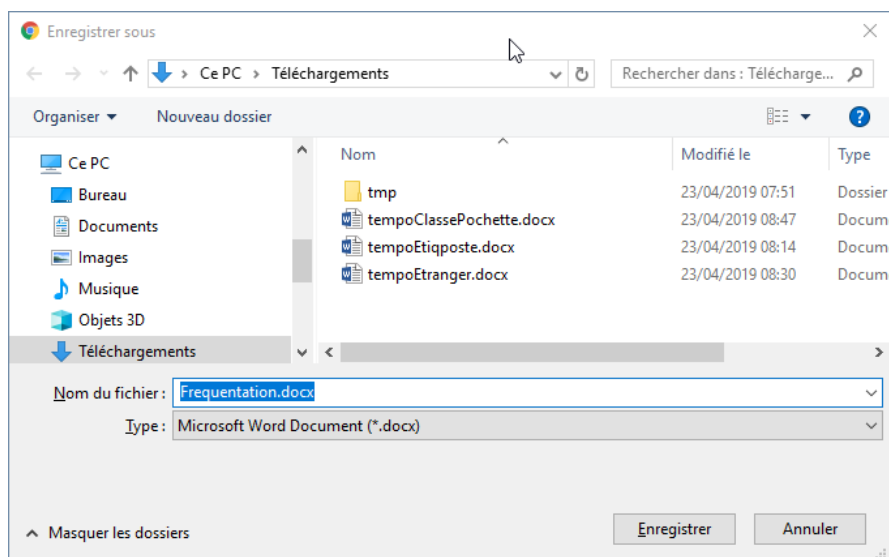 Enregistrer sous
Ce PC > Téléchargements
Rechercher dans : Télécharge...
Organiser
Nouveau dossier
?
Nom Modifié le Type
Ce PC
Bureau
Documents
Images
Musique
Objets 3D
Téléchargements
tmp 23/04/2019 07:51 Dossier
tempoClassePochette.docx 23/04/2019 08:47 Docum
tempoEtiqposte.docx 23/04/2019 08:14 Docum
tempoEtranger.docx 23/04/2019 08:30 Docum
Nom du fichier : Frequentation.docx
Type : Microsoft Word Document (*.docx)
Masquer les dossiers
Enregistrer
Annuler